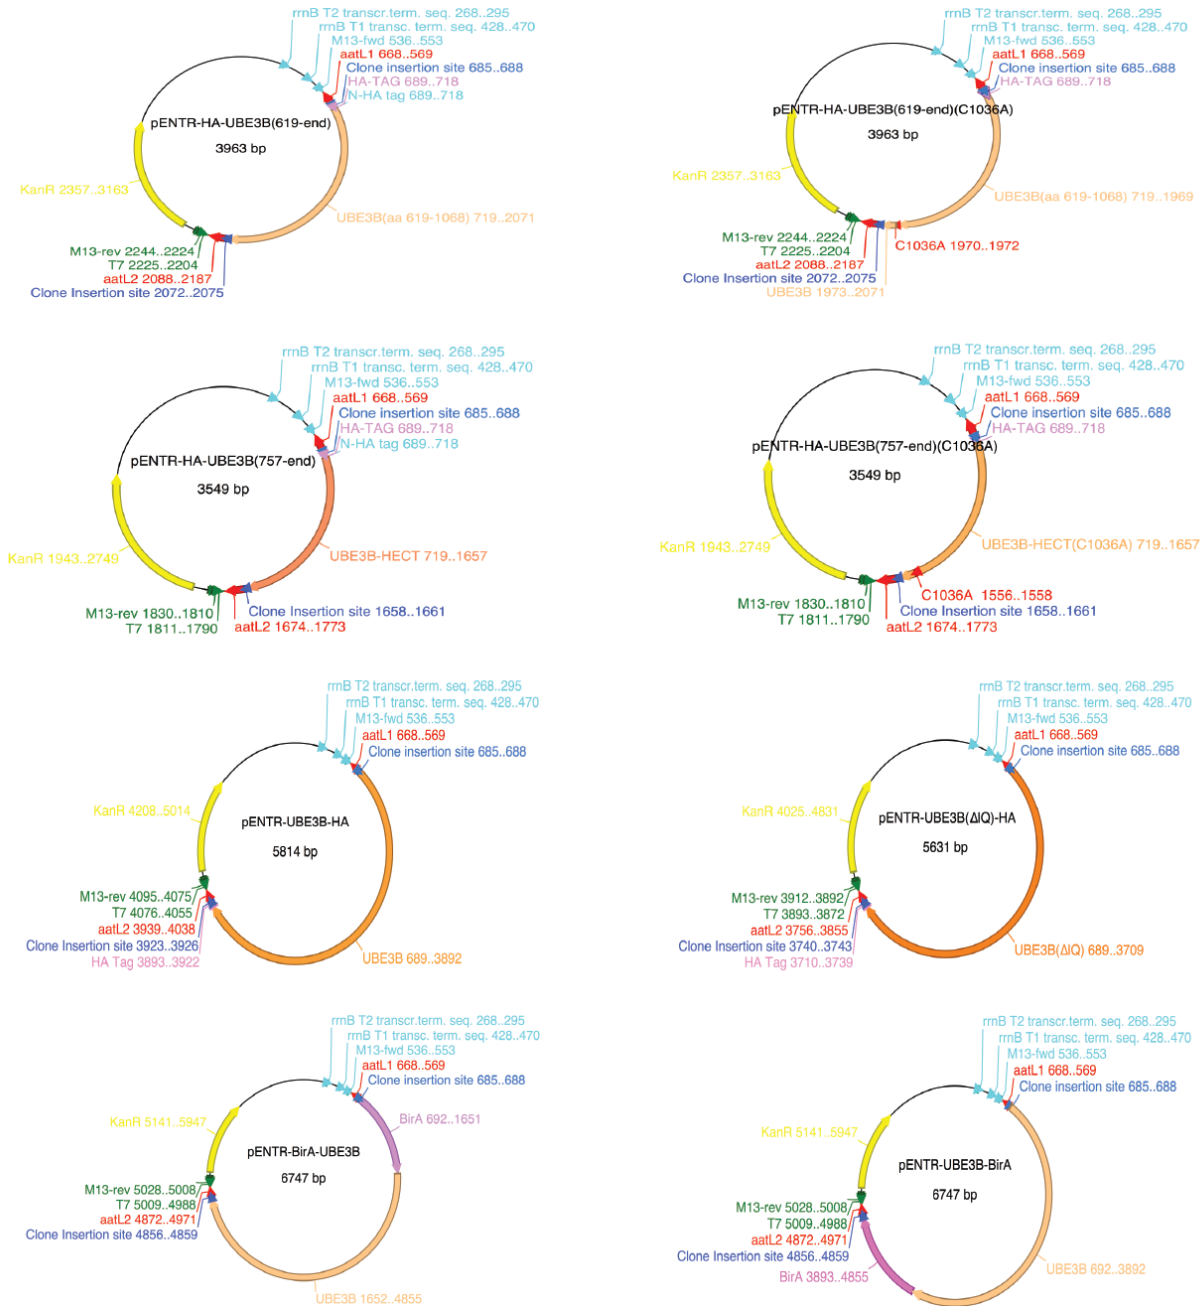 rrnB T2 transcr.term. seq. 268..295
rrnB T1 transc. term. seq. 428..470
M13-fwd 536..553
aatL1 668..569
Clone insertion site 685..688
HA-TAG 689..718
N-HA tag 689..718
pENTR-HA-UBE3B(619-end)
3963 bp
KanR 2357..3163
UBE3B(aa 619-1068) 719..2071
M13-rev 2244..2224
T7 2225..2204
aatL2 2088..2187
Clone Insertion site 2072..2075
rrnB T2 transcr.term. seq. 268..295
rrnB T1 transc. term. seq. 428..470
M13-fwd 536..553
aatL1 668..569
Clone insertion site 685..688
HA-TAG 689..718
pENTR-HA-UBE3B(619-end)(C1036A)
3963 bp
KanR 2357..3163
UBE3B(aa 619-1068) 719..1969
M13-rev 2244..2224
C1036A 1970..1972
T7 2225..2204
aatL2 2088..2187
Clone Insertion site 2072..2075
UBE3B 1973..2071
rrnB T2 transcr.term. seq. 268..295
rrnB T1 transc. term. seq. 428..470
M13-fwd 536..553
aatL1 668..569
Clone insertion site 685..688
HA-TAG 689..718
N-HA tag 689..718
pENTR-HA-UBE3B(757-end)
3549 bp
KanR 1943..2749
UBE3B-HECT 719..1657
M13-rev 1830..1810
Clone Insertion site 1658..1661
T7 1811..1790
aatL2 1674..1773
rrnB T2 transcr.term. seq. 268..295
rrnB T1 transc. term. seq. 428..470
M13-fwd 536..553
aatL1 668..569
Clone insertion site 685..688
HA-TAG 689..718
pENTR-HA-UBE3B(757-end)(C1036A)
3549 bp
KanR 1943..2749
UBE3B-HECT(C1036A) 719..1657
C1036A 1556..1558
M13-rev 1830..1810
Clone Insertion site 1658..1661
T7 1811..1790
aatL2 1674..1773
rrnB T2 transcr.term. seq. 268..295
rrnB T1 transc. term. seq. 428..470
M13-fwd 536..553
aatL1 668..569
Clone insertion site 685..688
KanR 4208..5014
pENTR-UBE3B-HA
5814 bp
M13-rev 4095..4075
T7 4076..4055
aatL2 3939..4038
Clone Insertion site 3923..3926
HA Tag 3893..3922
UBE3B 689..3892
rrnB T2 transcr.term. seq. 268..295
rrnB T1 transc. term. seq. 428..470
M13-fwd 536..553
aatL1 668..569
Clone insertion site 685..688
KanR 4025..4831
pENTR-UBE3B(ΔIQ)-HA
5631 bp
M13-rev 3912..3892
T7 3893..3872
aatL2 3756..3855
Clone Insertion site 3740..3743
HA Tag 3710..3739
UBE3B(ΔIQ) 689..3709
rrnB T2 transcr.term. seq. 268..295
rrnB T1 transc. term. seq. 428..470
M13-fwd 536..553
aatL1 668..569
Clone insertion site 685..688
BirA 692..1651
KanR 5141..5947
pENTR-BirA-UBE3B
6747 bp
M13-rev 5028..5008
T7 5009..4988
aatL2 4872..4971
Clone Insertion site 4856..4859
UBE3B 1652..4855
rrnB T2 transcr.term. seq. 268..295
rrnB T1 transc. term. seq. 428..470
M13-fwd 536..553
aatL1 668..569
Clone insertion site 685..688
KanR 5141..5947
pENTR-UBE3B-BirA
6747 bp
M13-rev 5028..5008
T7 5009..4988
aatL2 4872..4971
Clone Insertion site 4856..4859
BirA 3893..4855
UBE3B 692..3892